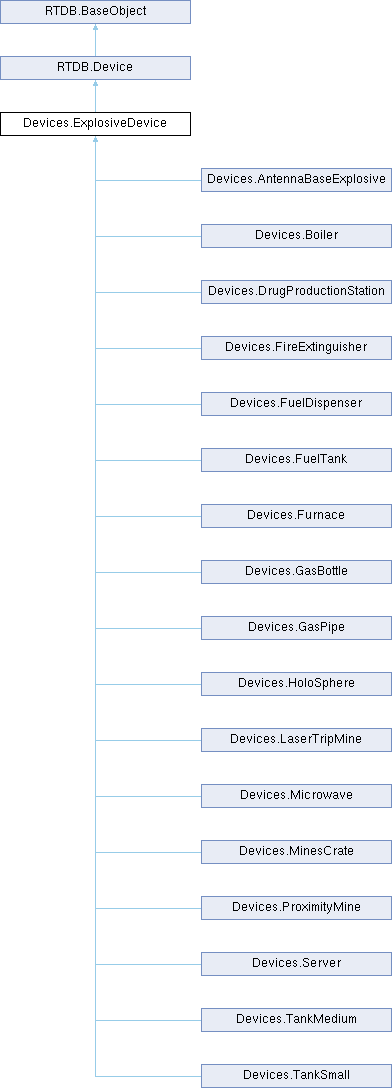 RTDB.BaseObject
RTDB.Device
Devices.ExplosiveDevice
Devices.AntennaBaseExplosive
Devices.Boiler
Devices.DrugProductionStation
Devices.FireExtinguisher
Devices.FuelDispenser
Devices.FuelTank
Devices.Furnace
Devices.GasBottle
Devices.GasPipe
Devices.HoloSphere
Devices.LaserTripMine
Devices.Microwave
Devices.MinesCrate
Devices.ProximityMine
Devices.Server
Devices.TankMedium
Devices.TankSmall